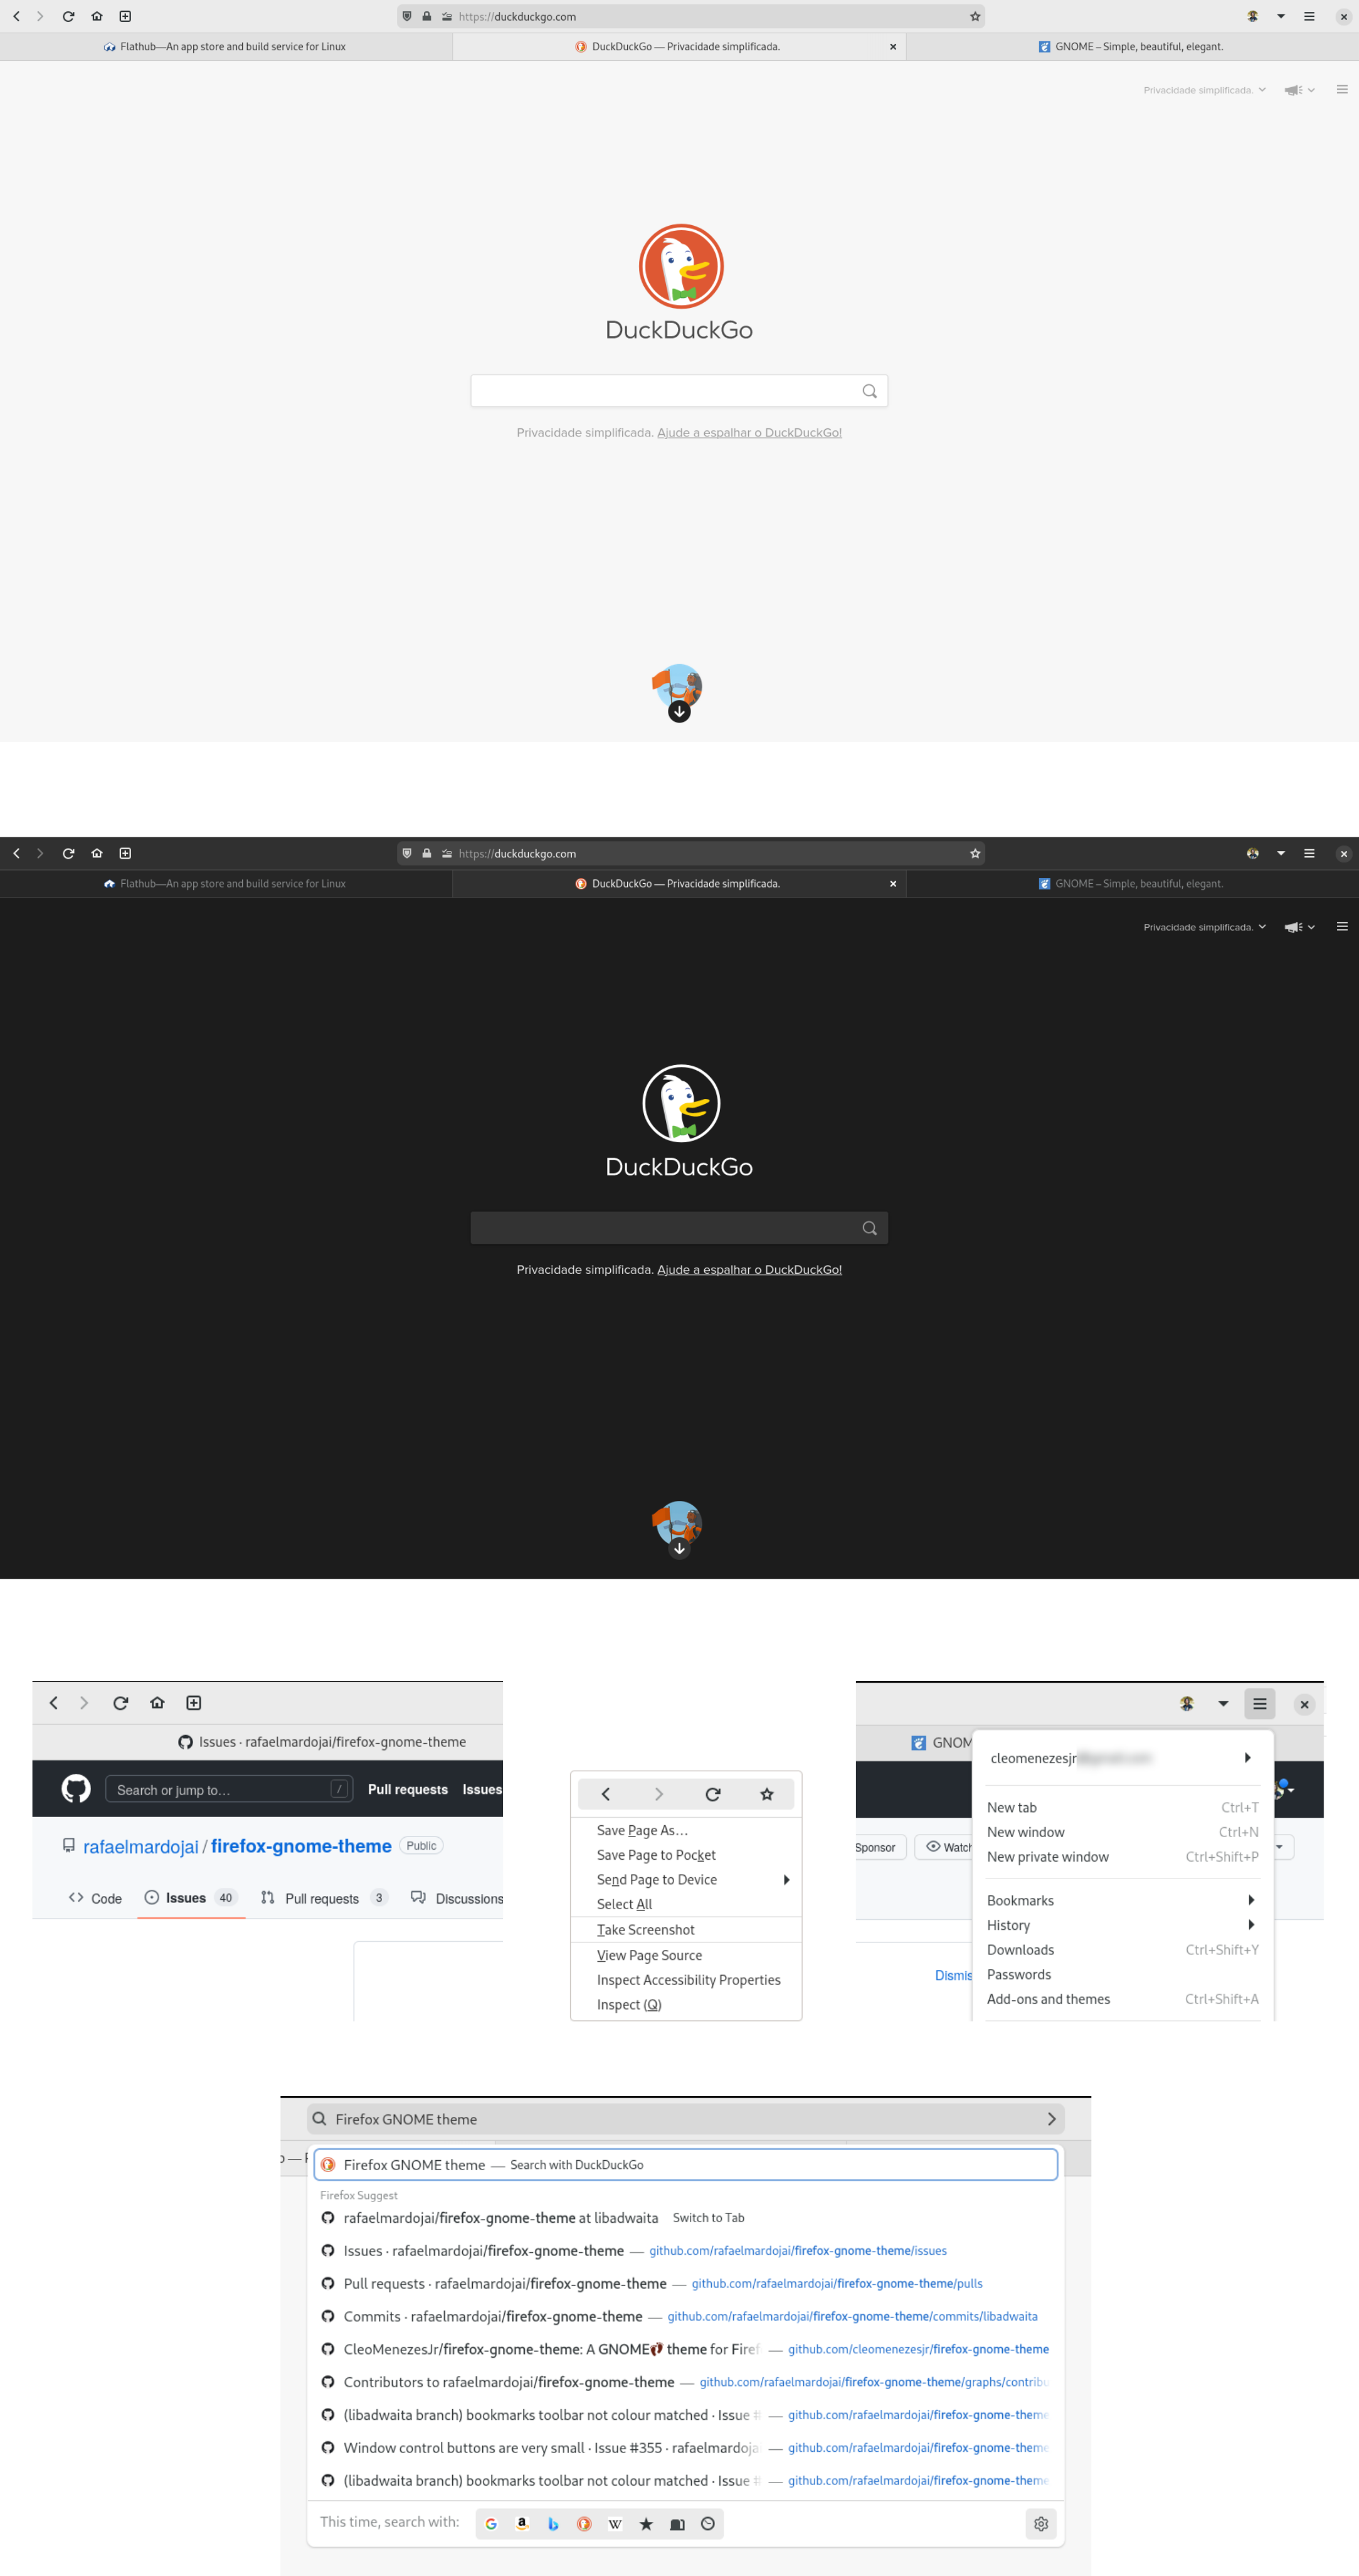 https://duckduckgo.com
Flathub—An app store and build service for Linux
DuckDuckGo — Privacidade simplificada.
GNOME – Simple, beautiful, elegant.
Privacidade simplificada.
DuckDuckGo
Privacidade simplificada. Ajude a espalhar o DuckDuckGo!
https://duckduckgo.com
Flathub—An app store and build service for Linux
DuckDuckGo — Privacidade simplificada.
GNOME – Simple, beautiful, elegant.
Privacidade simplificada.
DuckDuckGo
Privacidade simplificada. Ajude a espalhar o DuckDuckGo!
Issues · rafaelmardojai/firefox-gnome-theme
Search or jump to... /
Pull requests Issues
rafaelmardojai / firefox-gnome-theme Public
Code Issues 40 Pull requests 3 Discussions
Save Page As…
Save Page to Pocket
Send Page to Device
Select All
Take Screenshot
View Page Source
Inspect Accessibility Properties
Inspect (Q)
GNOM
cleomenezesjr
New tab Ctrl+T
New window Ctrl+N
New private window Ctrl+Shift+P
Sponsor Watch
Bookmarks
History
Downloads Ctrl+Shift+Y
Dismis
Passwords
Add-ons and themes Ctrl+Shift+A
Firefox GNOME theme
Firefox GNOME theme — Search with DuckDuckGo
Firefox Suggest
rafaelmardojai/firefox-gnome-theme at libadwaita Switch to Tab
Issues · rafaelmardojai/firefox-gnome-theme — github.com/rafaelmardojai/firefox-gnome-theme/issues
Pull requests · rafaelmardojai/firefox-gnome-theme — github.com/rafaelmardojai/firefox-gnome-theme/pulls
Commits · rafaelmardojai/firefox-gnome-theme — github.com/rafaelmardojai/firefox-gnome-theme/commits/libadwaita
CleoMenezesJr/firefox-gnome-theme: A GNOME👣 theme for Firef — github.com/cleomenezesjr/firefox-gnome-theme
Contributors to rafaelmardojai/firefox-gnome-theme — github.com/rafaelmardojai/firefox-gnome-theme/graphs/contribu
(libadwaita branch) bookmarks toolbar not colour matched · Issue # — github.com/rafaelmardojai/firefox-gnome-theme
Window control buttons are very small · Issue #355 · rafaelmardoja — github.com/rafaelmardojai/firefox-gnome-theme
(libadwaita branch) bookmarks toolbar not colour matched · Issue # — github.com/rafaelmardojai/firefox-gnome-theme
This time, search with: